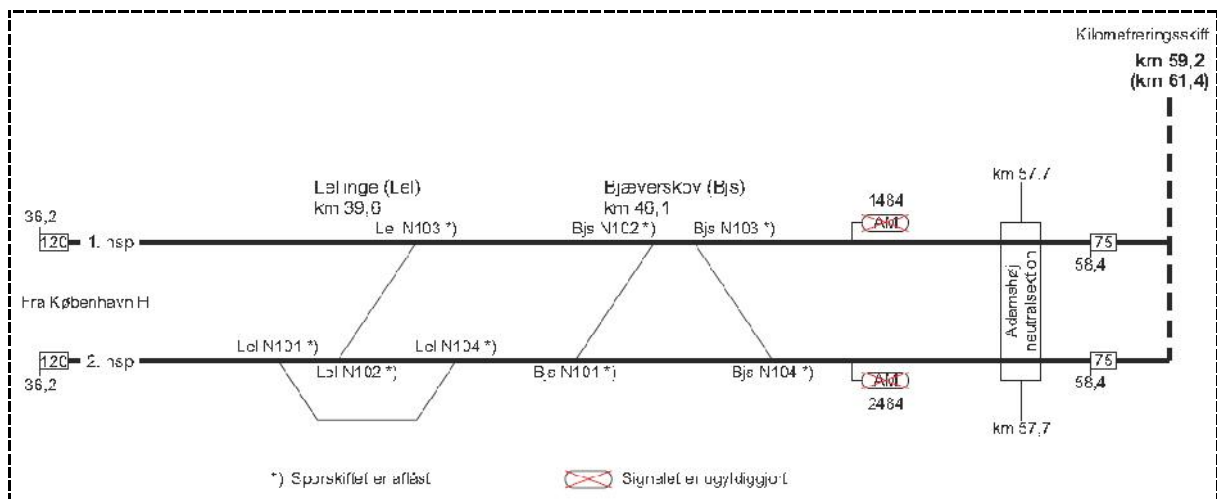 Kilometreringsskift
km 59,2
(km 61,4)
Lellinge (Lel)
km 39,6
Bjæverskov (Bjs)
km 46,1
1484
km 57,7
36,2
Lel N103 *)
Bjs N102 *)
Bjs N103 *)
AM
120
1. hsp
75
58,4
Fra København H
Adamshøj
neutralsektion
Lel N101 *)
Lel N104 *)
120
2. hsp
75
36,2
Lel N102 *)
Bjs N101 *)
Bjs N104 *)
AM
58,4
2484
km 57,7
*) Sporskiftet er aflåst
Signalet er ugyldiggjort